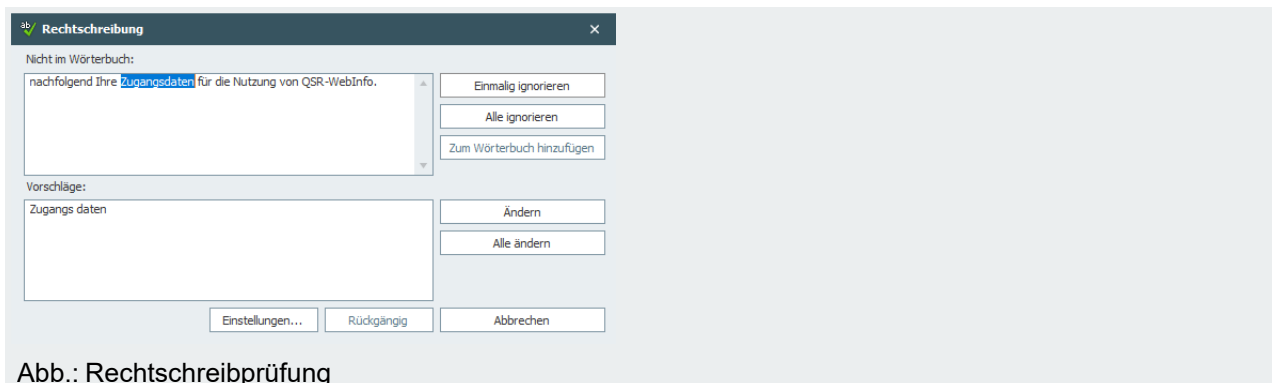 Rechtschreibung
Nicht im Wörterbuch:
nachfolgend Ihre Zugangsdaten für die Nutzung von QSR-WebInfo.
Einmalig ignorieren
Alle ignorieren
Zum Wörterbuch hinzufügen
Vorschläge:
Zugangs daten
Ändern
Alle ändern
Einstellungen... Rückgängig Abbrechen
Abb.: Rechtschreibprüfung